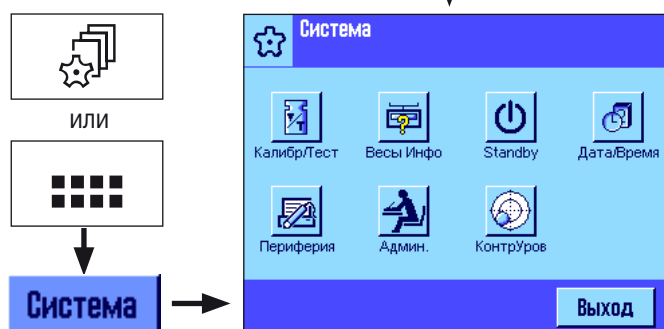 или
Система
Система
Калибр/Тест
Весы Инфо
Standby
Дата/Время
Периферия
Админ.
КонтрУров
Выход